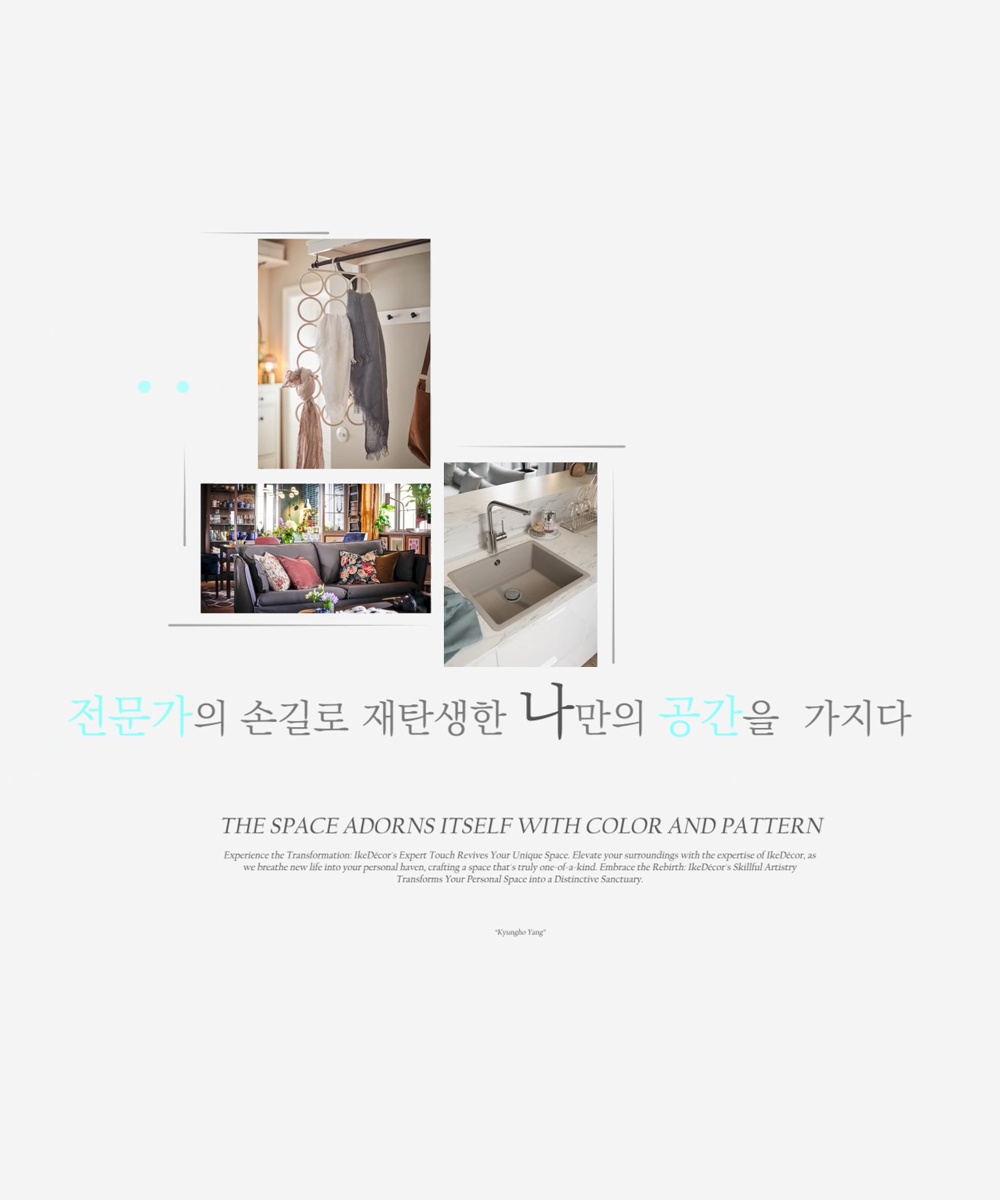 전문가의 손길로 재탄생한 나만의 공간을 가지다
THE SPACE ADORNS ITSELF WITH COLOR AND PATTERN
Experience the Transformation: IkeDécor's Expert Touch Revives Your Unique Space. Elevate your surroundings with the expertise of IkeDécor, as
we breathe new life into your personal haven, crafting a space that's truly one-of-a-kind. Embrace the Rebirth: IkeDécor's Skillful Artistry
Transforms Your Personal Space into a Distinctive Sanctuary.
"Kyungho Yang"